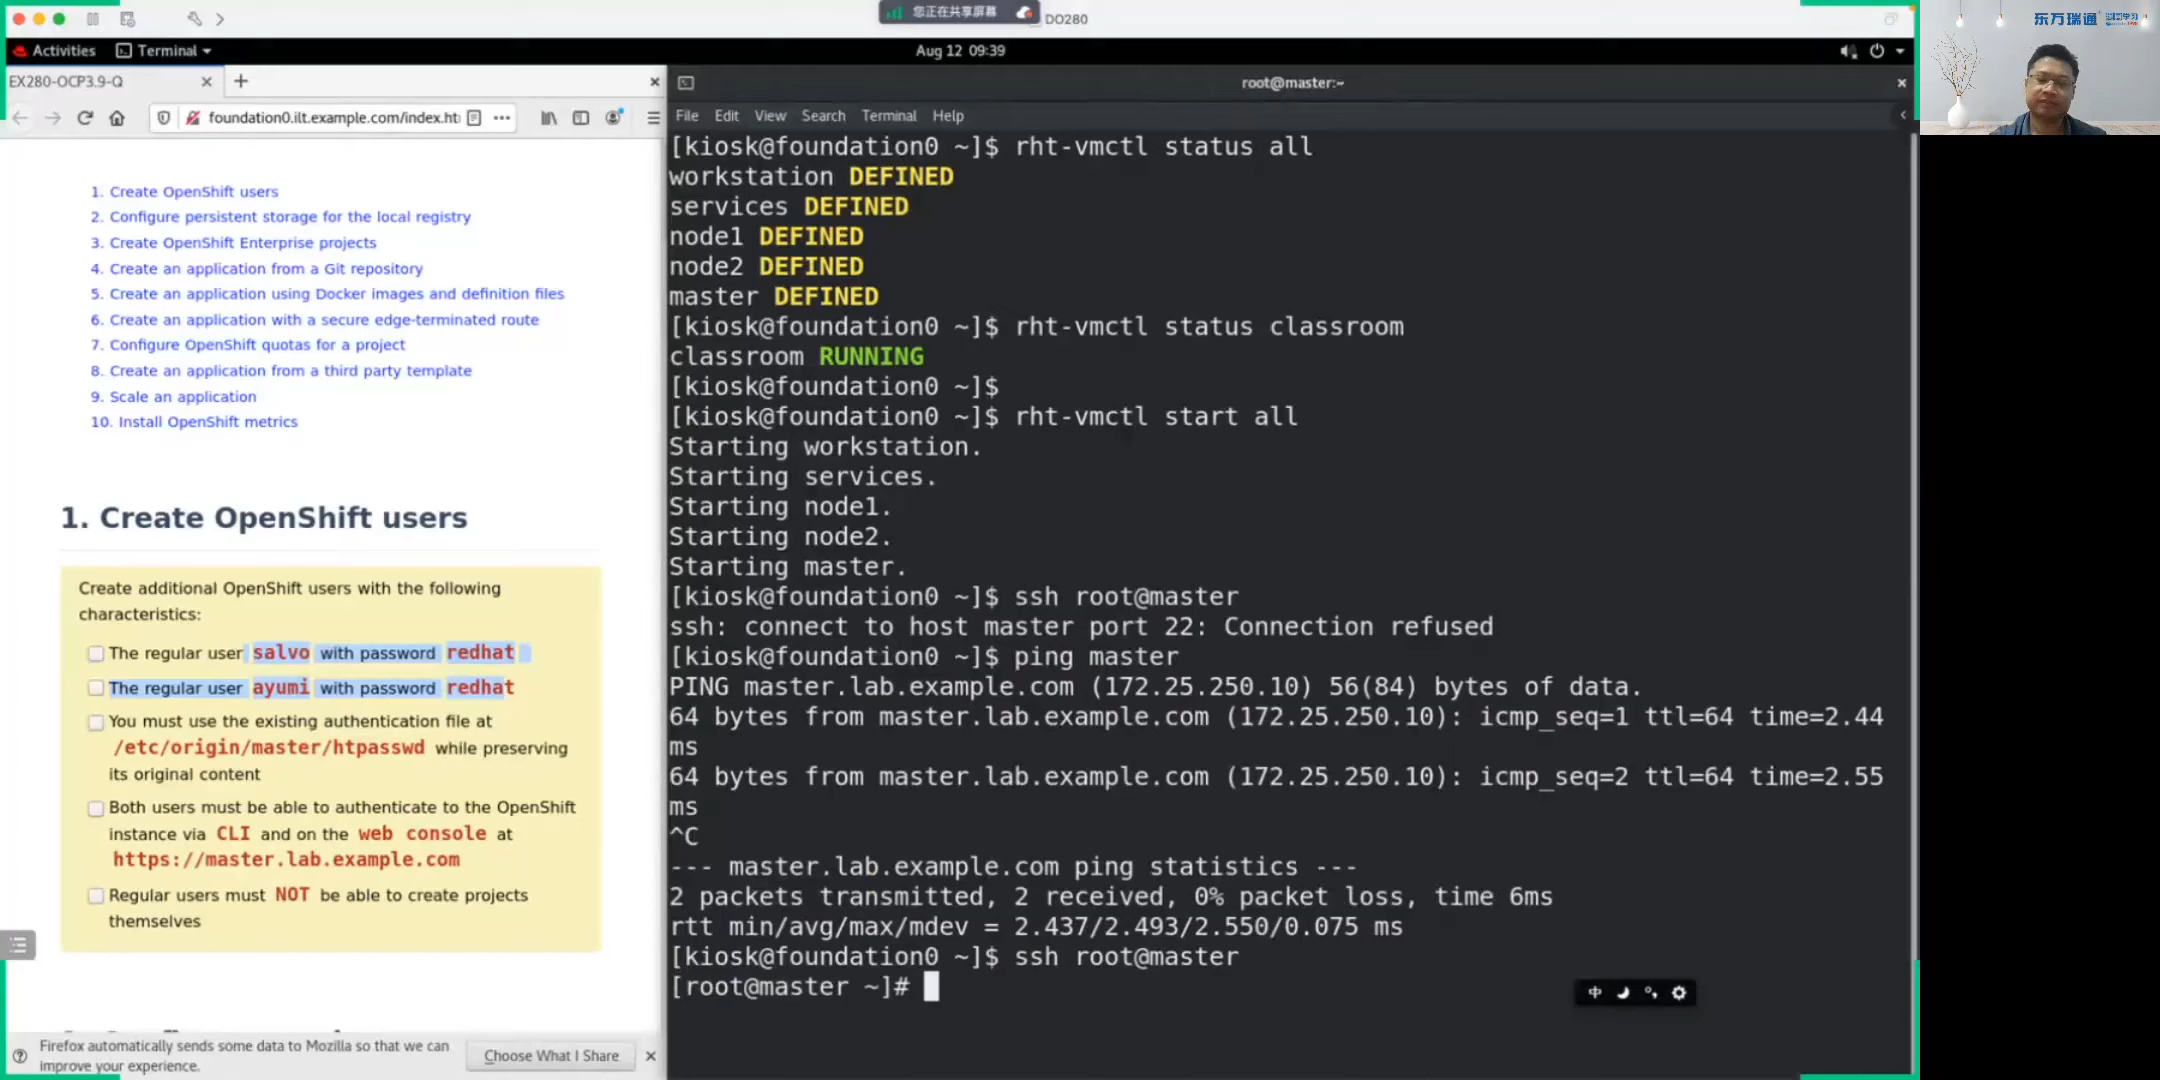 您正在共享屏幕
DO280
Activities
Terminal
Aug 12 09:39
东方瑞通
EX280-OCP3.9-Q
foundation0.ilt.example.com/index.ht
1. Create OpenShift users
2. Configure persistent storage for the local registry
3. Create OpenShift Enterprise projects
4. Create an application from a Git repository
5. Create an application using Docker images and definition files
6. Create an application with a secure edge-terminated route
7. Configure OpenShift quotas for a project
8. Create an application from a third party template
9. Scale an application
10. Install OpenShift metrics
1. Create OpenShift users
Create additional OpenShift users with the following
characteristics:
The regular user salvo with password redhat
The regular user ayumi with password redhat
You must use the existing authentication file at
/etc/origin/master/htpasswd while preserving
its original content
Both users must be able to authenticate to the OpenShift
instance via CLI and on the web console at
https://master.lab.example.com
Regular users must NOT be able to create projects
themselves
Firefox automatically sends some data to Mozilla so that we can
improve your experience.
Choose What I Share
root@master:~
File Edit View Search Terminal Help
[kiosk@foundation0 ~]$ rht-vmctl status all
workstation DEFINED
services DEFINED
node1 DEFINED
node2 DEFINED
master DEFINED
[kiosk@foundation0 ~]$ rht-vmctl status classroom
classroom RUNNING
[kiosk@foundation0 ~]$
[kiosk@foundation0 ~]$ rht-vmctl start all
Starting workstation.
Starting services.
Starting node1.
Starting node2.
Starting master.
[kiosk@foundation0 ~]$ ssh root@master
ssh: connect to host master port 22: Connection refused
[kiosk@foundation0 ~]$ ping master
PING master.lab.example.com (172.25.250.10) 56(84) bytes of data.
64 bytes from master.lab.example.com (172.25.250.10): icmp_seq=1 ttl=64 time=2.44
ms
64 bytes from master.lab.example.com (172.25.250.10): icmp_seq=2 ttl=64 time=2.55
ms
^C
--- master.lab.example.com ping statistics ---
2 packets transmitted, 2 received, 0% packet loss, time 6ms
rtt min/avg/max/mdev = 2.437/2.493/2.550/0.075 ms
[kiosk@foundation0 ~]$ ssh root@master
[root@master ~]#
中